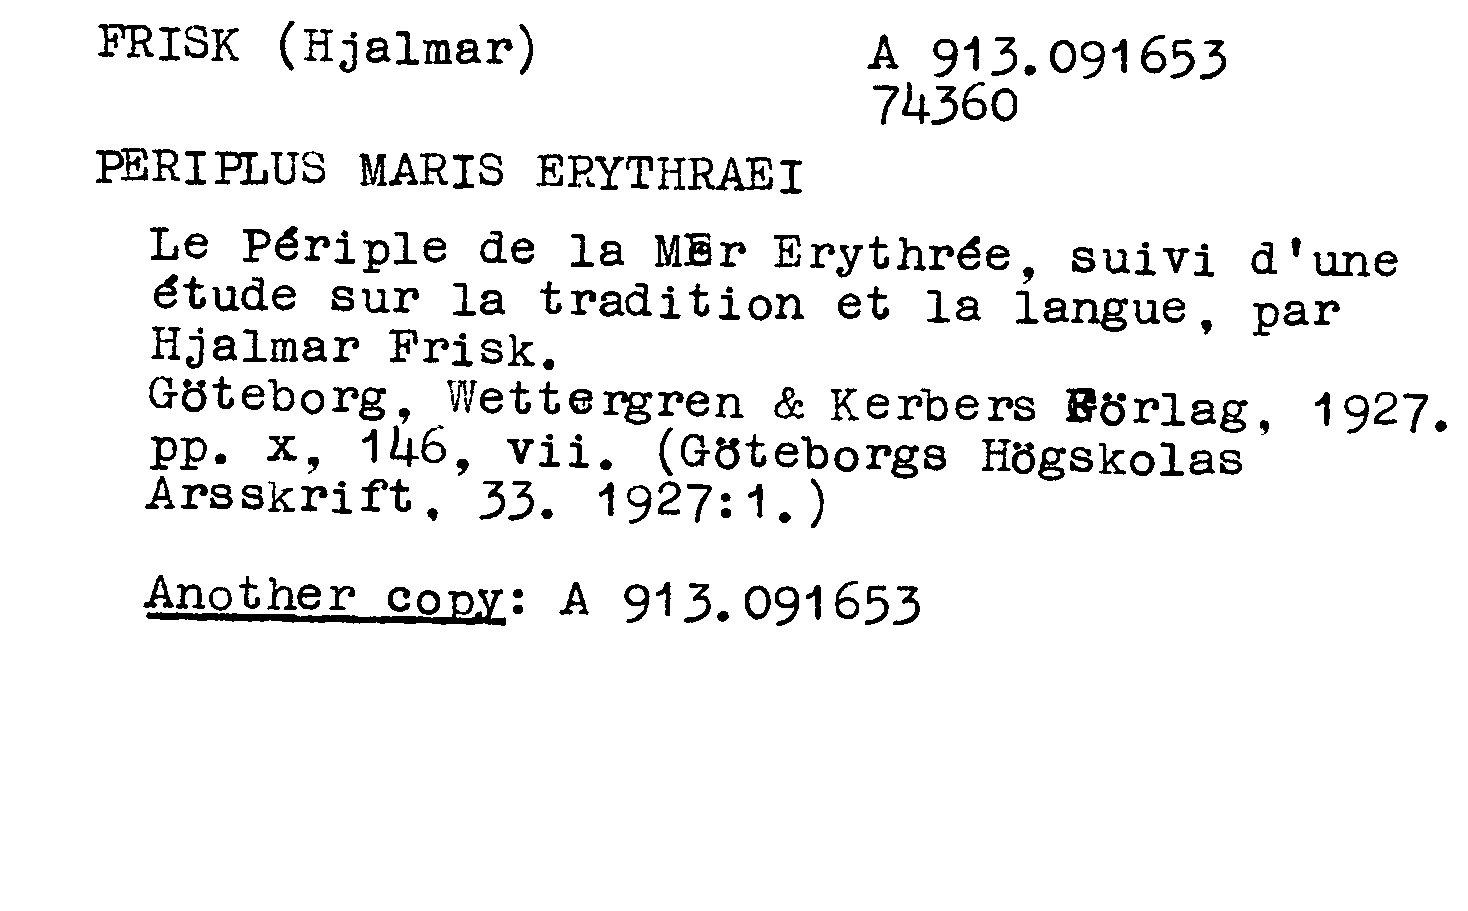 FRISK (Hjalmar)
A 913.091653
74360
PERIPLUS MARIS ERYTHRAEI
Le Périple de la Mer Erythrée, suivi d'une
étude sur la tradition et la langue, par
Hjalmar Frisk.
Göteborg, Wettergren & Kerbers Förlag, 1927.
pp. x, 146, vii. (Göteborgs Högskolas
Arsskrift, 33. 1927:1.)
Another copy: A 913.091653